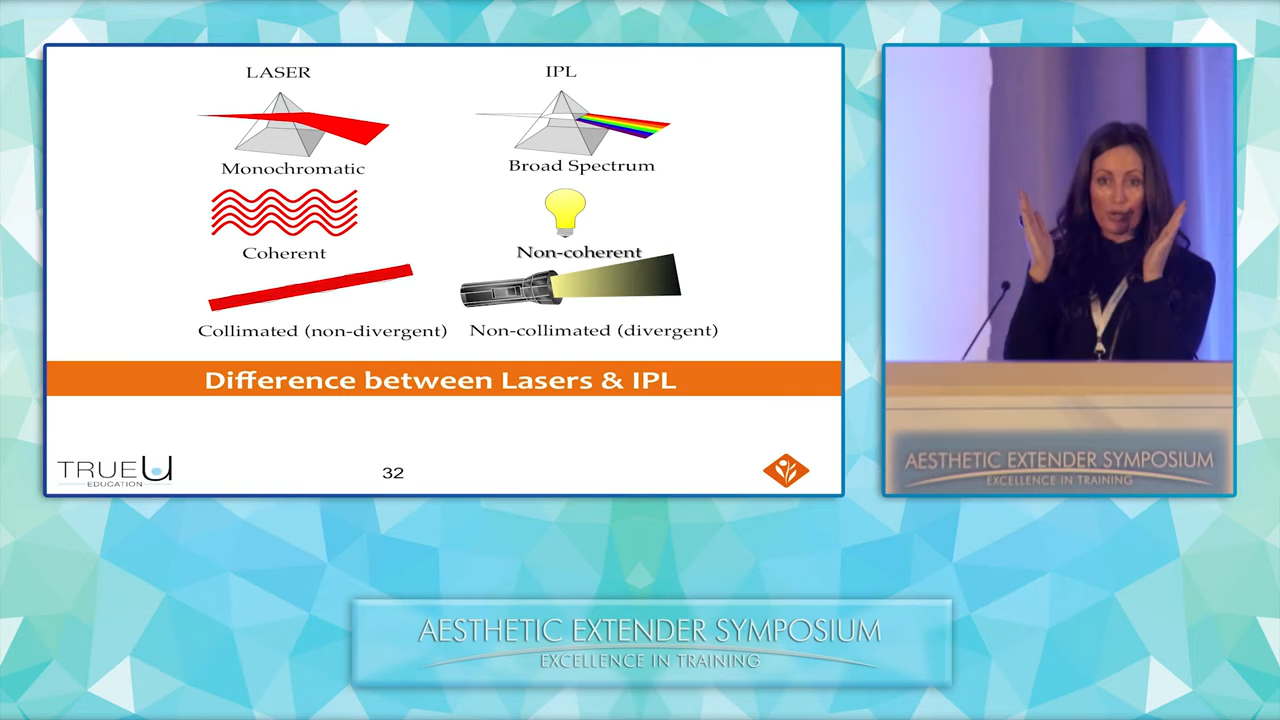 LASER
IPL
Monochromatic
Broad Spectrum
Coherent
Non-coherent
Collimated (non-divergent)
Non-collimated (divergent)
Difference between Lasers & IPL
TRUE U
EDUCATION
32
AESTHETIC EXTENDER SYMPOSIUM
EXCELLENCE IN TRAINING
AESTHETIC EXTENDER SYMPOSIUM
EXCELLENCE IN TRAINING